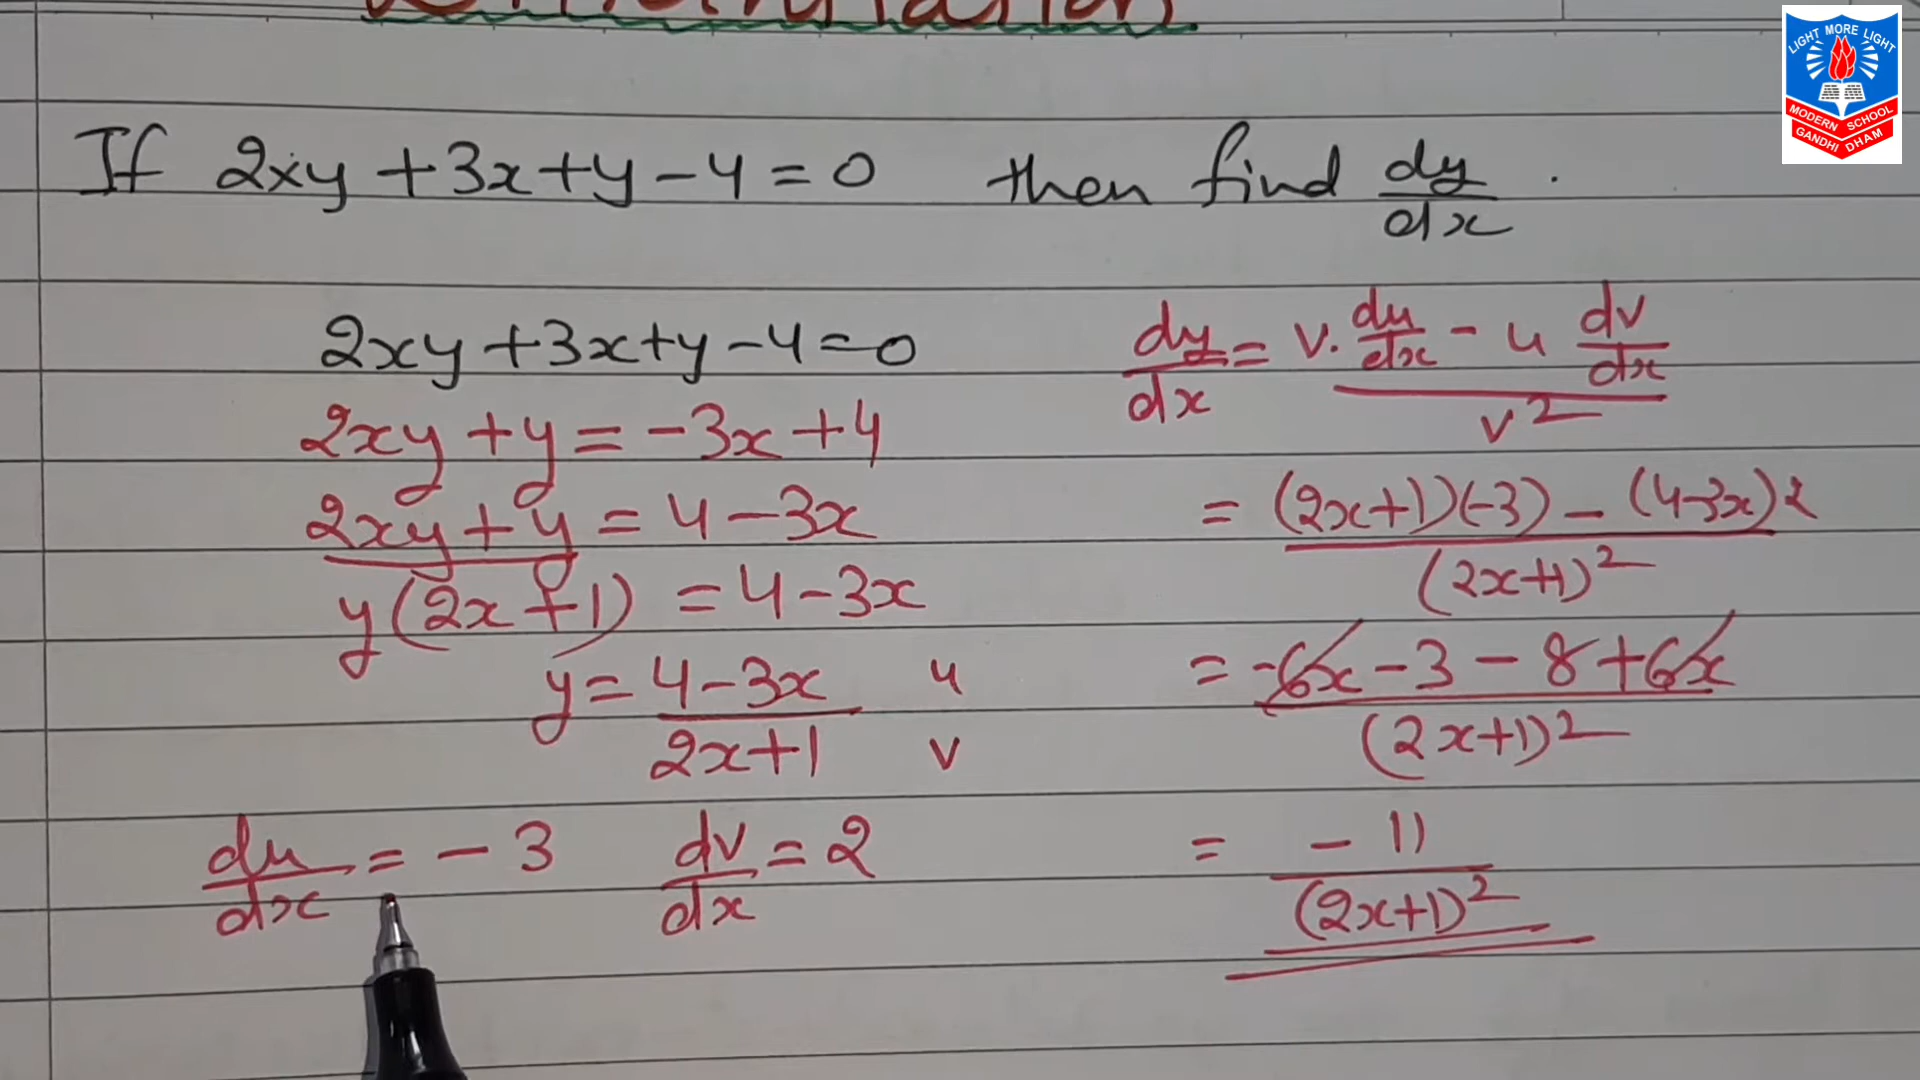 If 2xy + 3x + y - 4 = 0 then find dy/dx .
2xy + 3x + y - 4 = 0
2xy + y = -3x + 4
2xy + y = 4 - 3x
y(2x + 1) = 4 - 3x
y = 4 - 3x / 2x + 1 u v
du/dx = -3 dv/dx = 2
dy/dx = v. du/dx - u dv/dx / v²
= (2x+1)(-3) - (4-3x)2 / (2x+1)²
= -6x - 3 - 8 + 6x / (2x+1)²
= -11 / (2x+1)²
LIGHT MORE LIGHT
MODERN SCHOOL
GANDHI DHAM